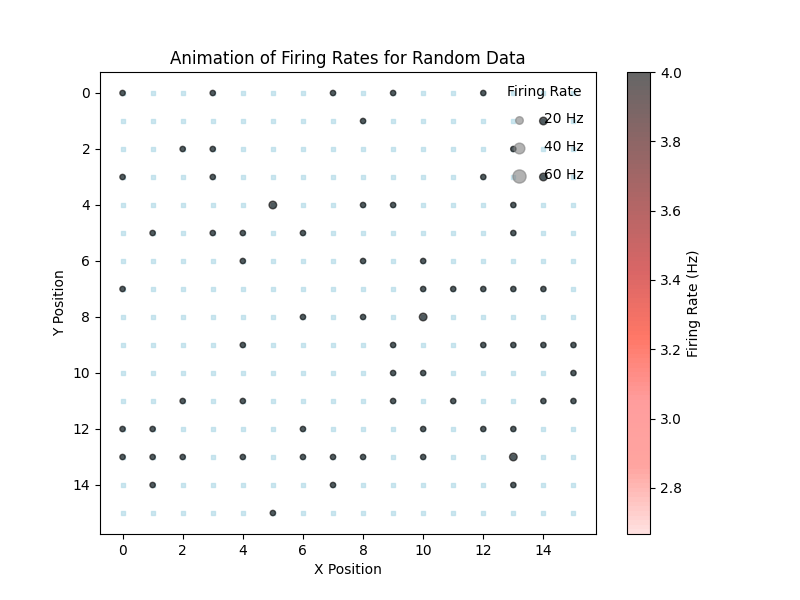 Animation of Firing Rates for Random Data
Firing Rate
20 Hz
40 Hz
60 Hz
0
2
4
6
8
10
12
14
Y Position
0 2 4 6 8 10 12 14
X Position
4.0
3.8
3.6
3.4
3.2
3.0
2.8
Firing Rate (Hz)